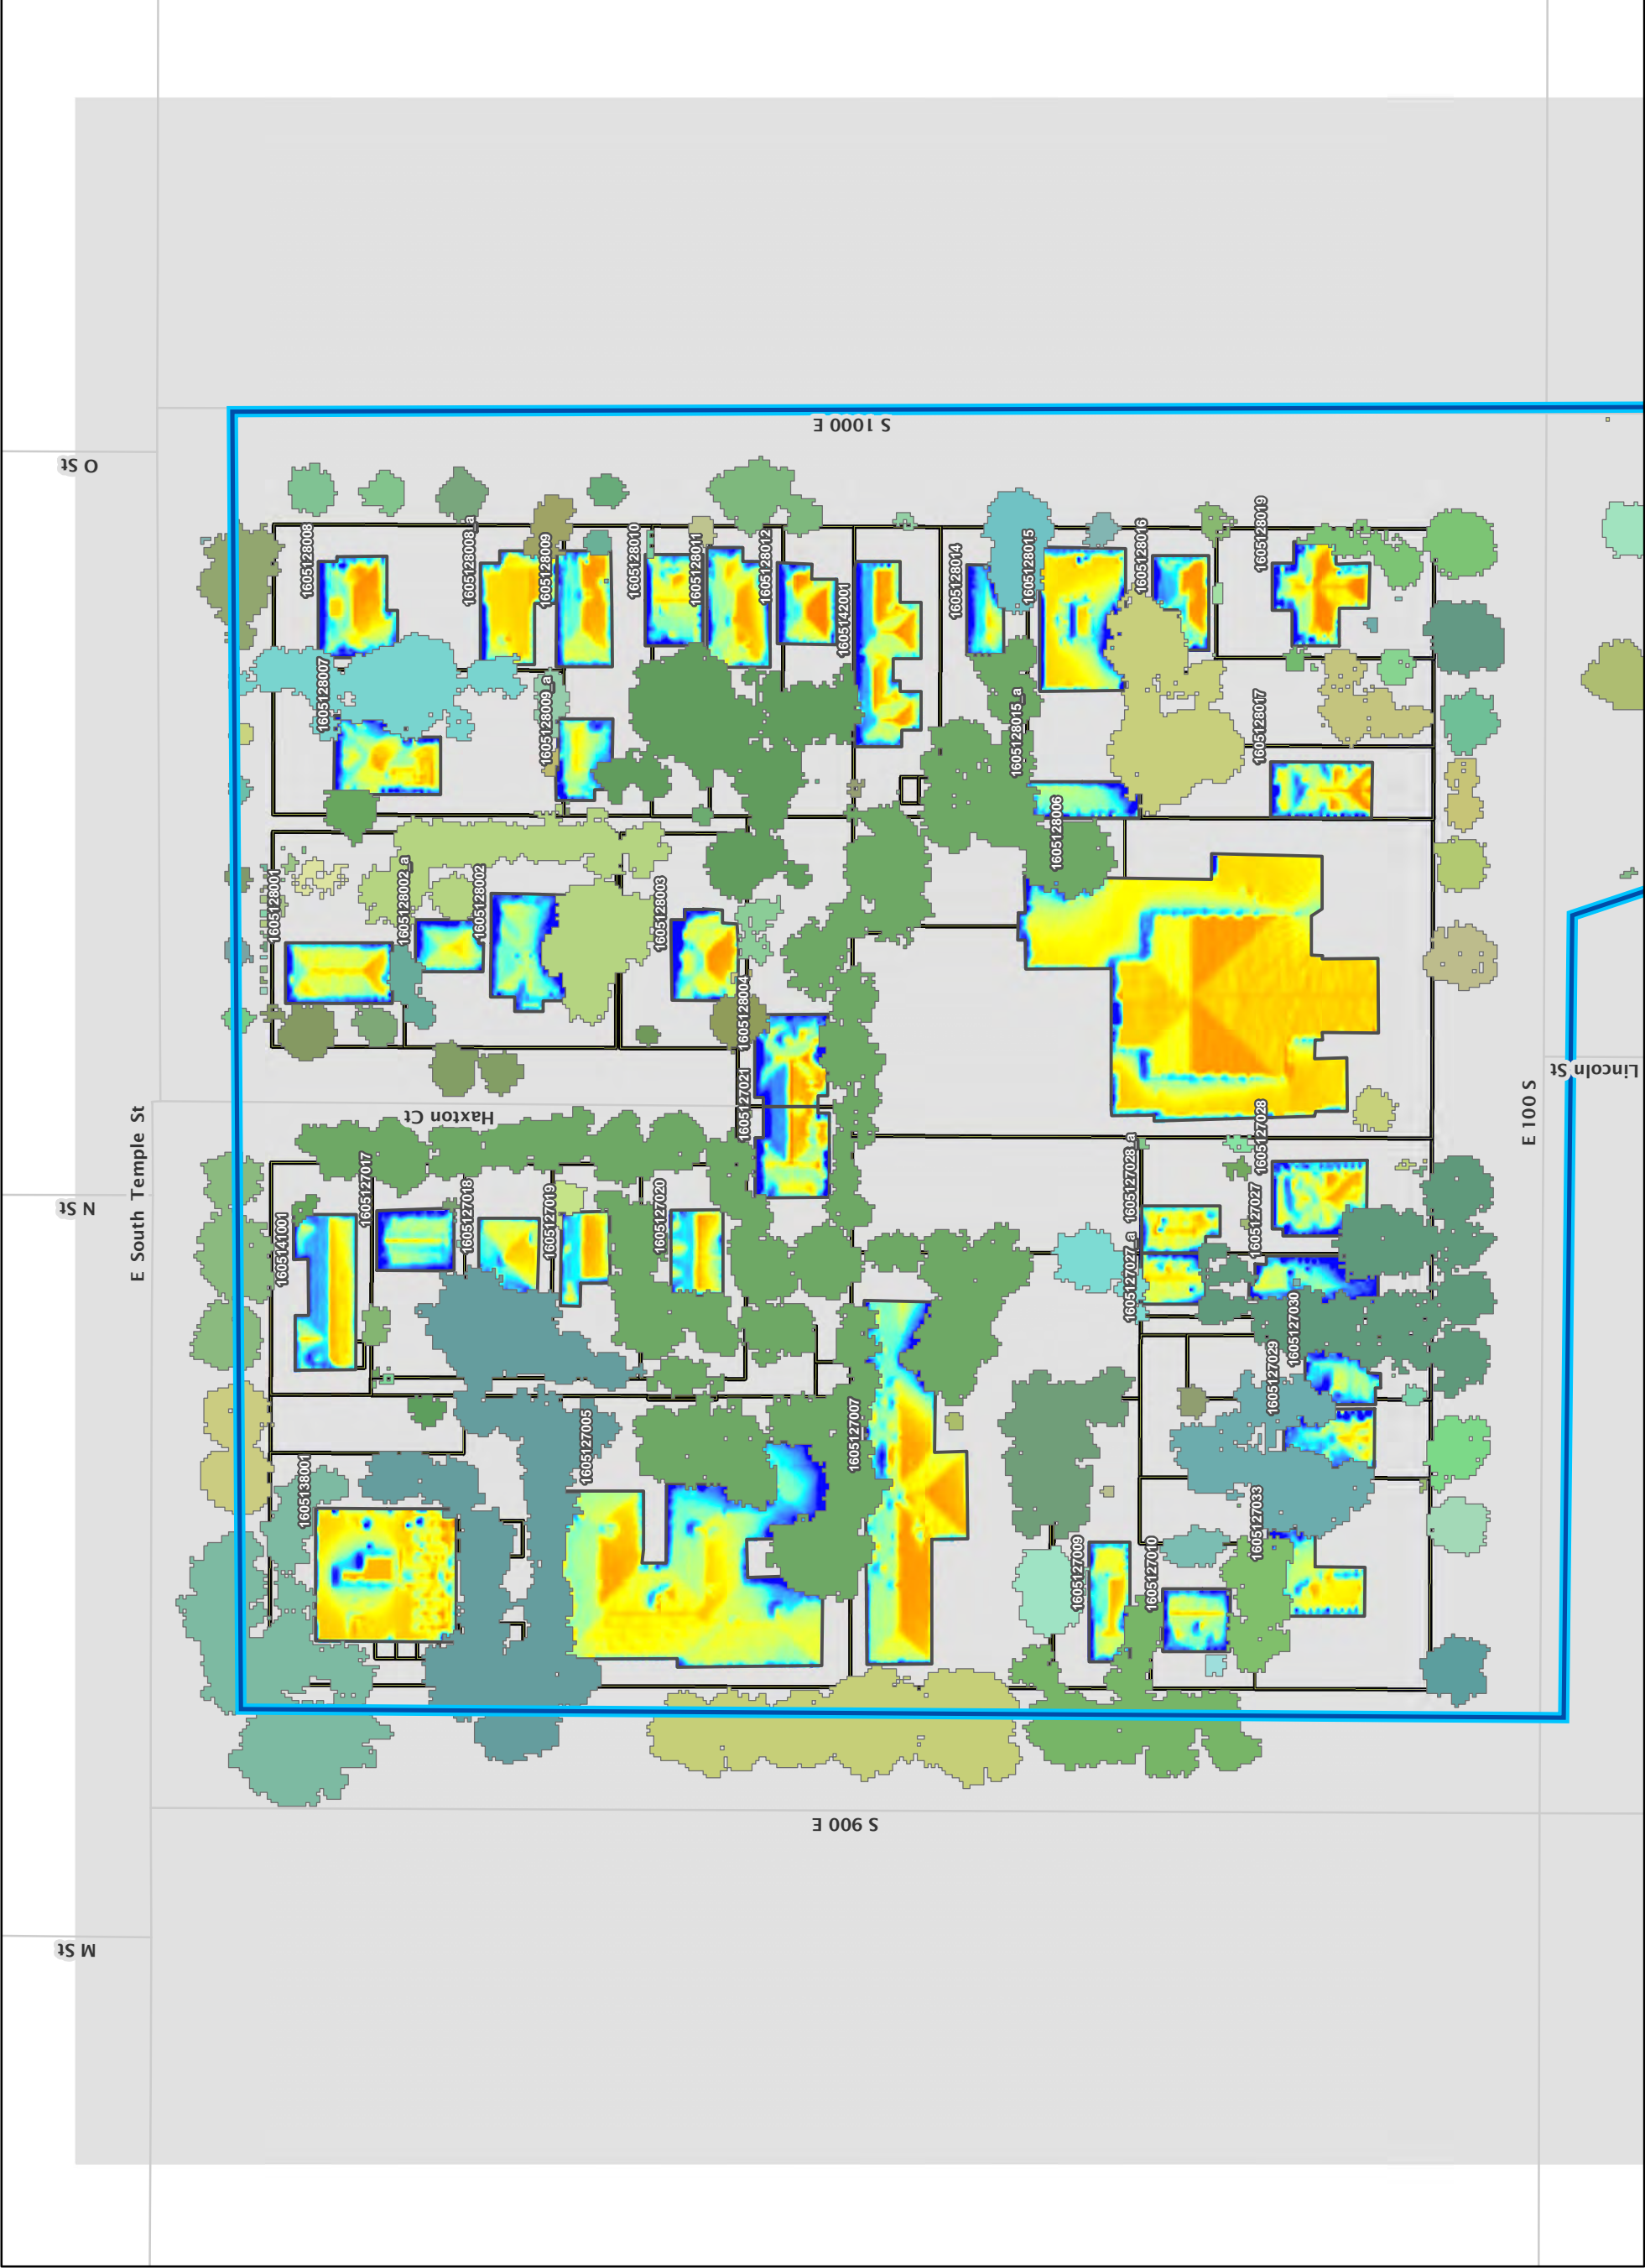 S 1000 E
O St
1605128008
1605128008_a
1605128009
1605128010
1605128011
1605128012
1605142001
1605128014
1605128015
1605128016
1605128019
1605128007
1605128009_a
1605128015_a
1605128017
1605128001
1605128002_a
1605128002
1605128003
1605128006
1605128004
1605127021
Lincoln St
E 100 S
E South Temple St
Haxton Ct
N St
1605141001
1605127017
1605127018
1605127019
1605127020
1605127028_a
1605127028
1605127027_a
1605127027
1605127030
1605127029
1605138001
1605127005
1605127007
1605127009
1605127010
1605127033
S 900 E
M St